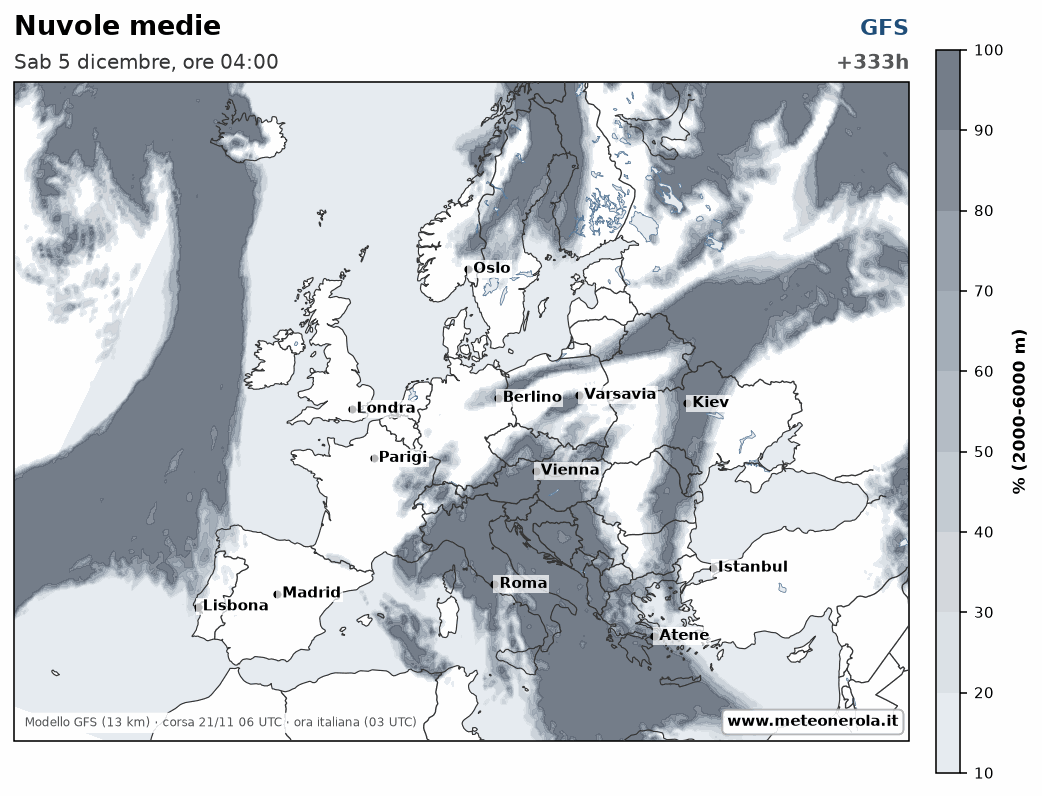 Nuvole medie
GFS
Sab 5 dicembre, ore 04:00
+333h
100
90
80
70
60
50
40
30
20
10
% (2000-6000 m)
Oslo
Londra
Berlino
Varsavia
Kiev
Parigi
Vienna
Istanbul
Roma
Madrid
Lisbona
Atene
Modello GFS (13 km) · corsa 21/11 06 UTC · ora italiana (03 UTC)
www.meteonerola.it